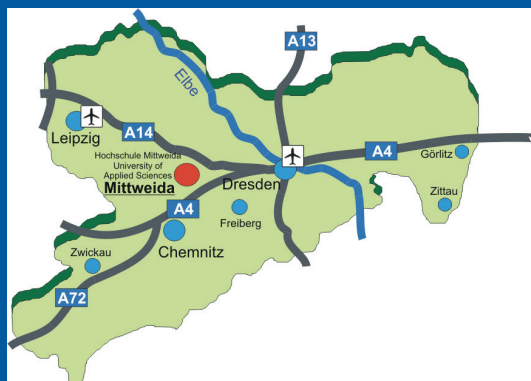 A13
Elbe
Leipzig
A14
A4
Görlitz
Hochschule Mittweida
University of
Applied Sciences
Mittweida
Dresden
Zittau
A4
Freiberg
Chemnitz
Zwickau
A72